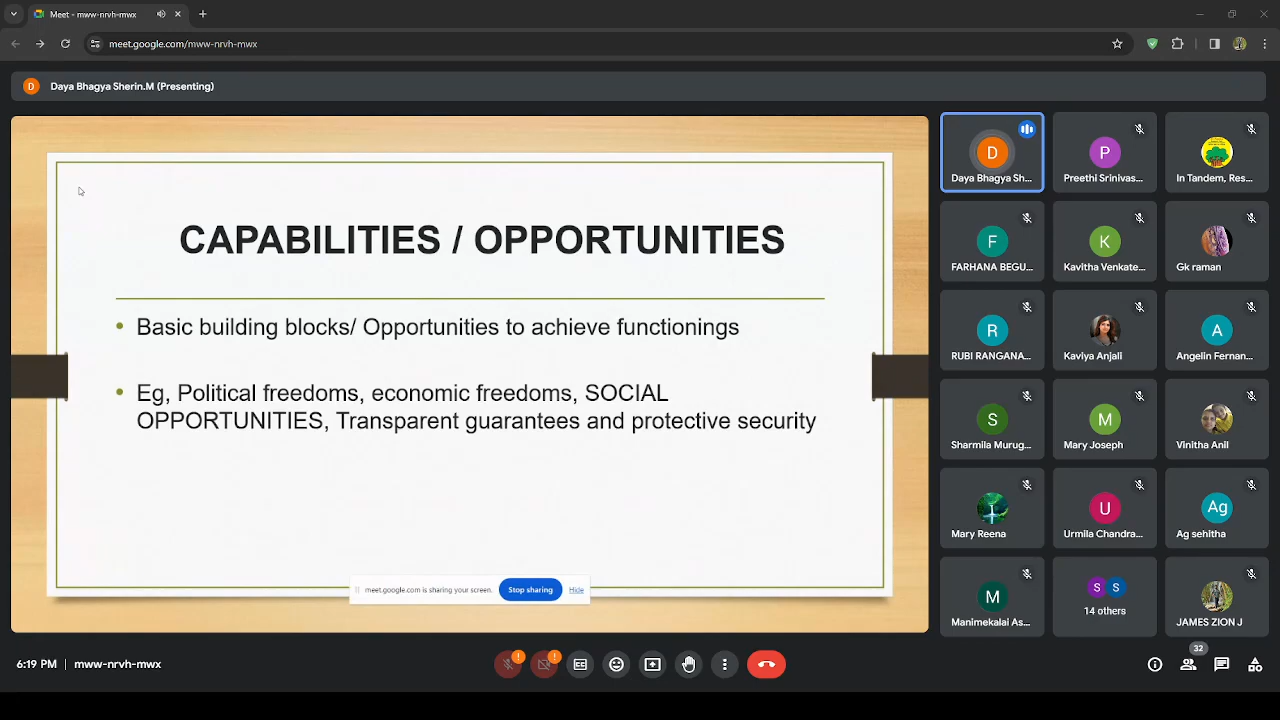 Meet - mww-nrvh-mwx
meet.google.com/mww-nrvh-mwx
D Daya Bhagya Sherin.M (Presenting)
CAPABILITIES / OPPORTUNITIES
• Basic building blocks/ Opportunities to achieve functionings
• Eg, Political freedoms, economic freedoms, SOCIAL
OPPORTUNITIES, Transparent guarantees and protective security
meet.google.com is sharing your screen.
Stop sharing
Hide
D
Daya Bhagya Sh...
P
Preethi Srinivas...
In Tandem, Res...
F
FARHANA BEGU...
K
Kavitha Venkate...
Gk raman
R
RUBI RANGANA...
Kaviya Anjali
A
Angelin Fernan...
S
Sharmila Murug...
M
Mary Joseph
Vinitha Anil
Mary Reena
U
Urmila Chandra...
Ag
Ag sehitha
M
Manimekalai As...
S S
14 others
JAMES ZION J
6:19 PM | mww-nrvh-mwx
32